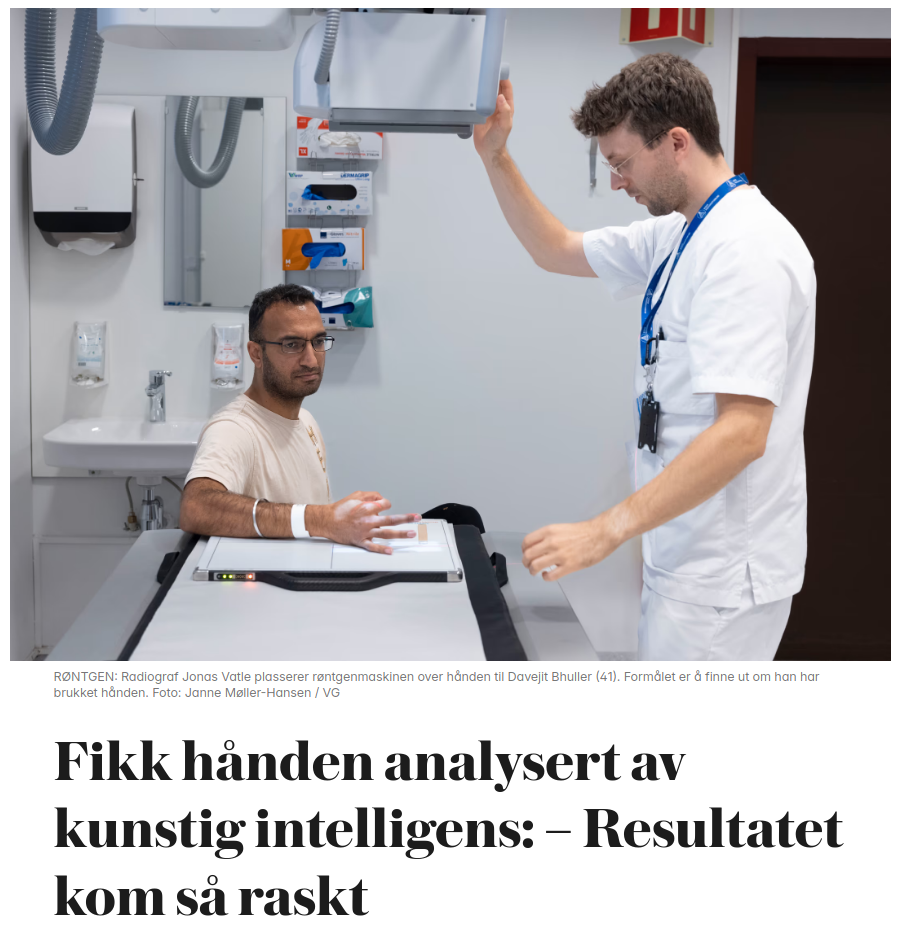 RØNTGEN: Radiograf Jonas Vatle plasserer røntgenmaskinen over hånden til Davejit Bhuller (41). Formålet er å finne ut om han har
brukket hånden. Foto: Janne Møller-Hansen / VG
Fikk hånden analysert av
kunstig intelligens: – Resultatet
kom så raskt